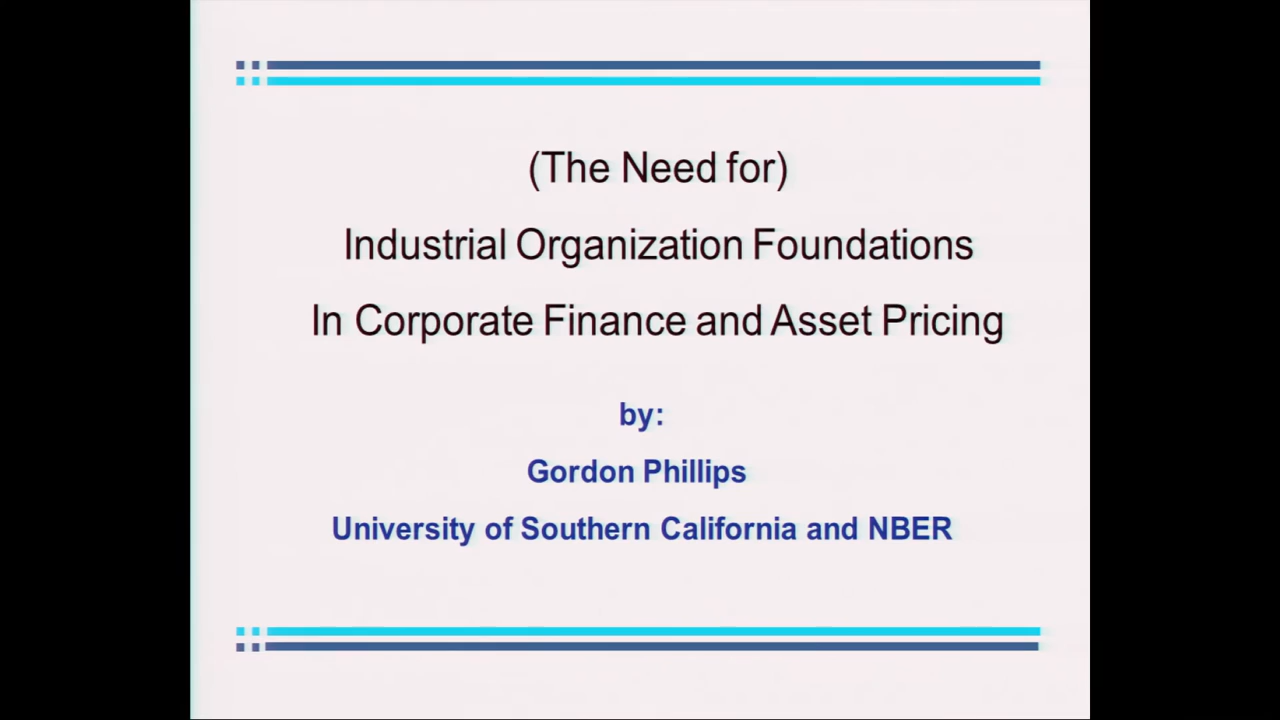 (The Need for)
Industrial Organization Foundations
In Corporate Finance and Asset Pricing
by:
Gordon Phillips
University of Southern California and NBER